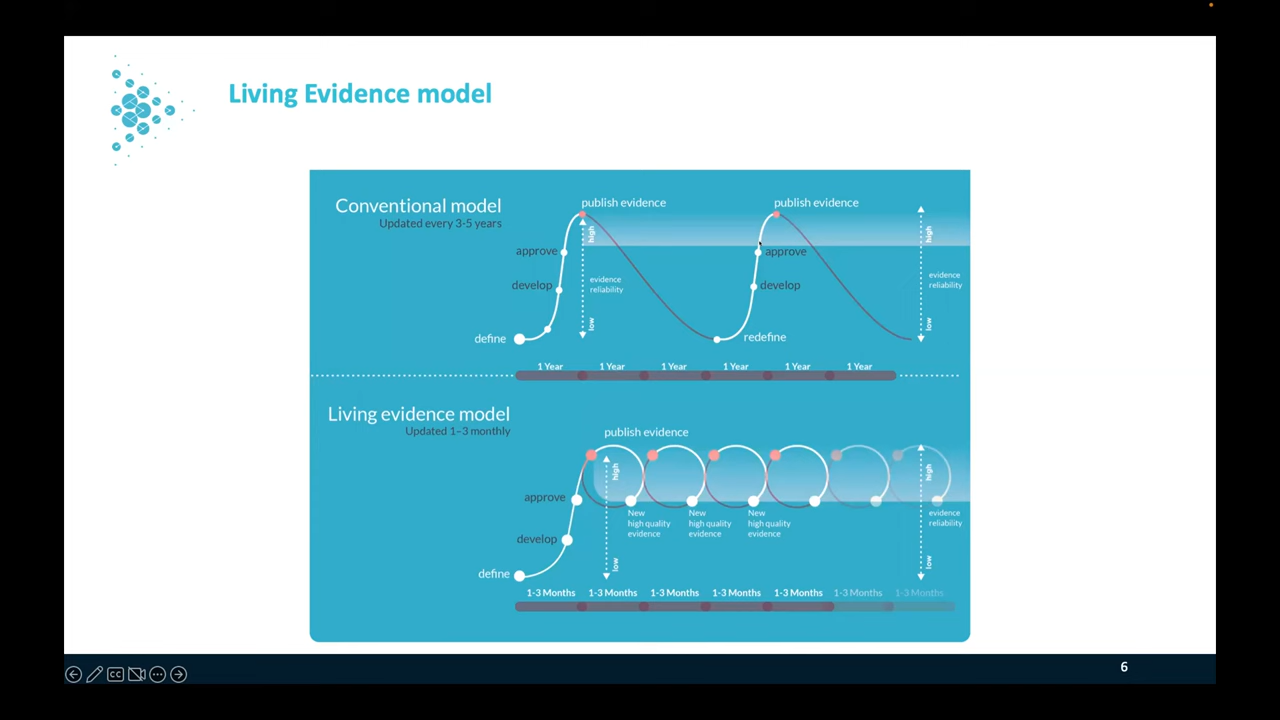 Living Evidence model
Conventional model
Updated every 3-5 years
publish evidence
publish evidence
high
high
approve
approve
evidence
reliability
evidence
reliability
develop
develop
low
low
define
redefine
1 Year
1 Year
1 Year
1 Year
1 Year
1 Year
Living evidence model
Updated 1–3 monthly
publish evidence
high
high
approve
New
high quality
evidence
New
high quality
evidence
New
high quality
evidence
evidence
reliability
develop
low
low
define
1-3 Months
1-3 Months
1-3 Months
1-3 Months
1-3 Months
1-3 Months
1-3 Months
CC
6